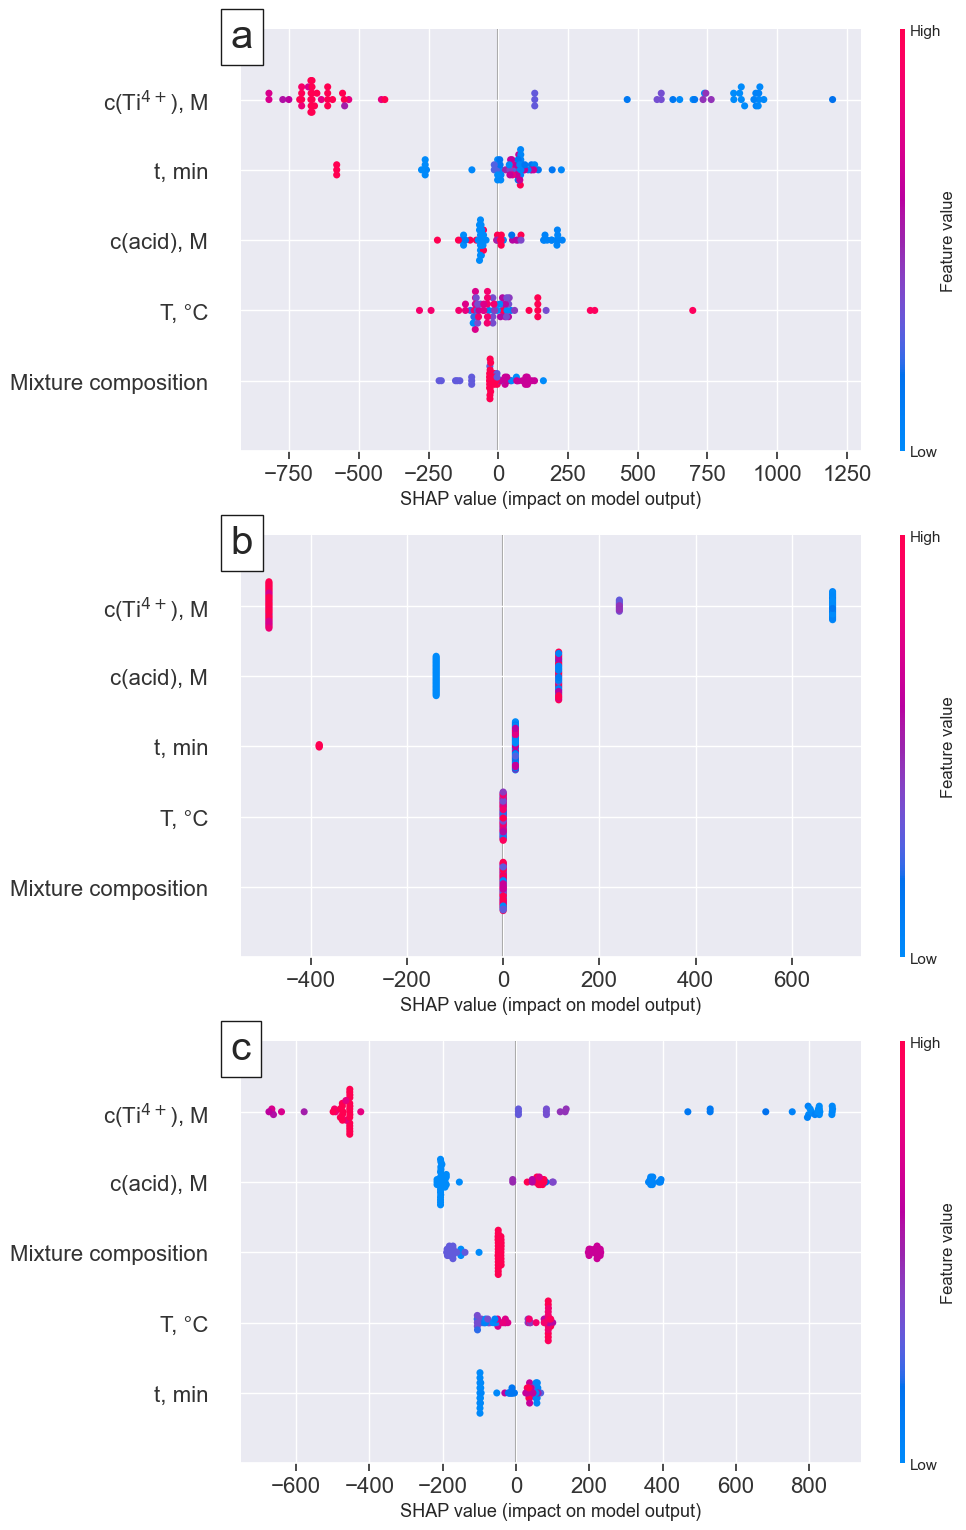 a
High
c(Ti⁴⁺), M
t, min
c(acid), M
T, °C
Mixture composition
Feature value
Low
−750 −500 −250 0 250 500 750 1000 1250
SHAP value (impact on model output)
b
High
c(Ti⁴⁺), M
c(acid), M
t, min
T, °C
Mixture composition
Feature value
Low
−400 −200 0 200 400 600
SHAP value (impact on model output)
c
High
c(Ti⁴⁺), M
c(acid), M
Mixture composition
T, °C
t, min
Feature value
Low
−600 −400 −200 0 200 400 600 800
SHAP value (impact on model output)